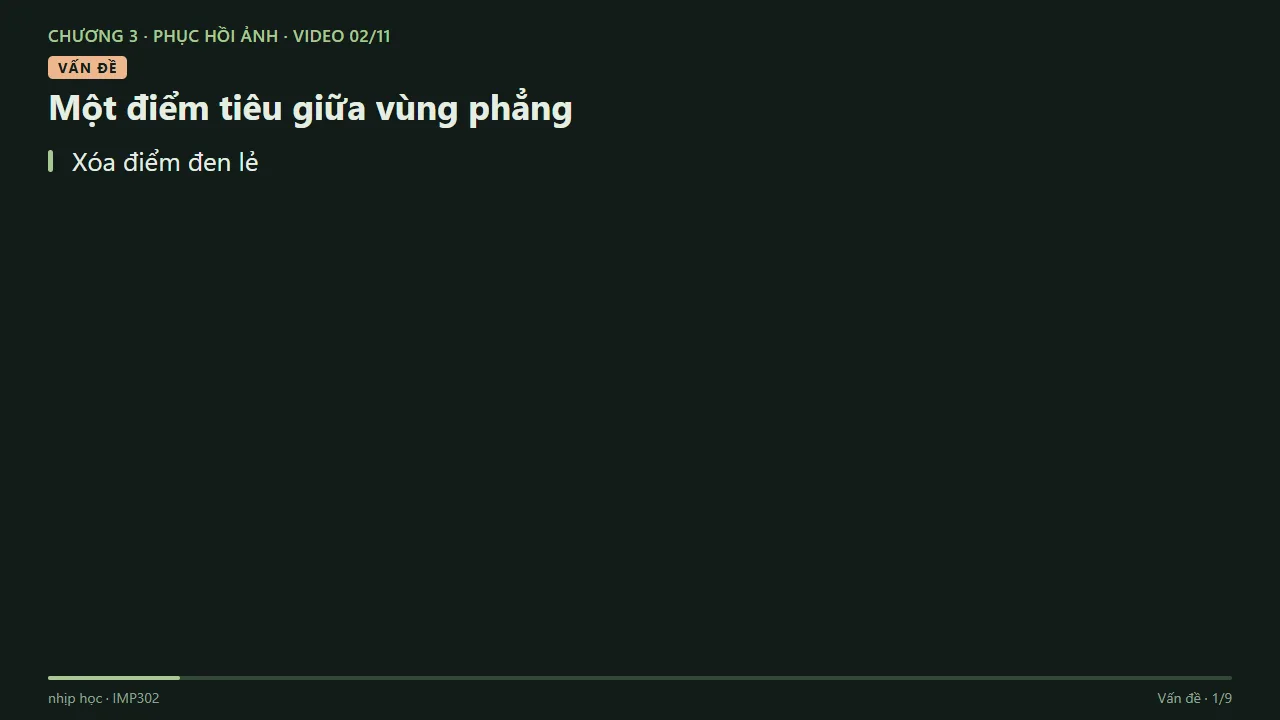 CHƯƠNG 3 · PHỤC HỒI ẢNH · VIDEO 02/11
VẤN ĐỀ
Một điểm tiêu giữa vùng phẳng
Xóa điểm đen lẻ
nhịp học · IMP302
Vấn đề · 1/9